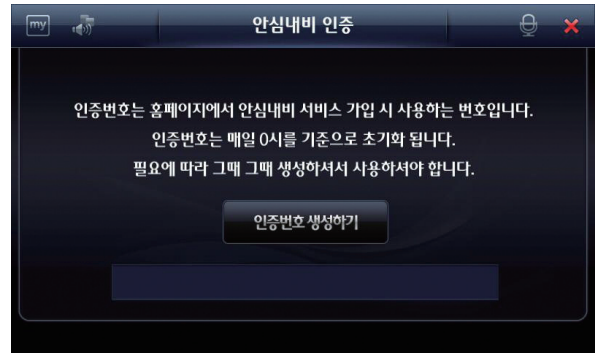 my
안심내비 인증
인증번호는 홈페이지에서 안심내비 서비스 가입 시 사용하는 번호입니다.
인증번호는 매일 0시를 기준으로 초기화 됩니다.
필요에 따라 그때 그때 생성하셔서 사용하셔야 합니다.
인증번호 생성하기